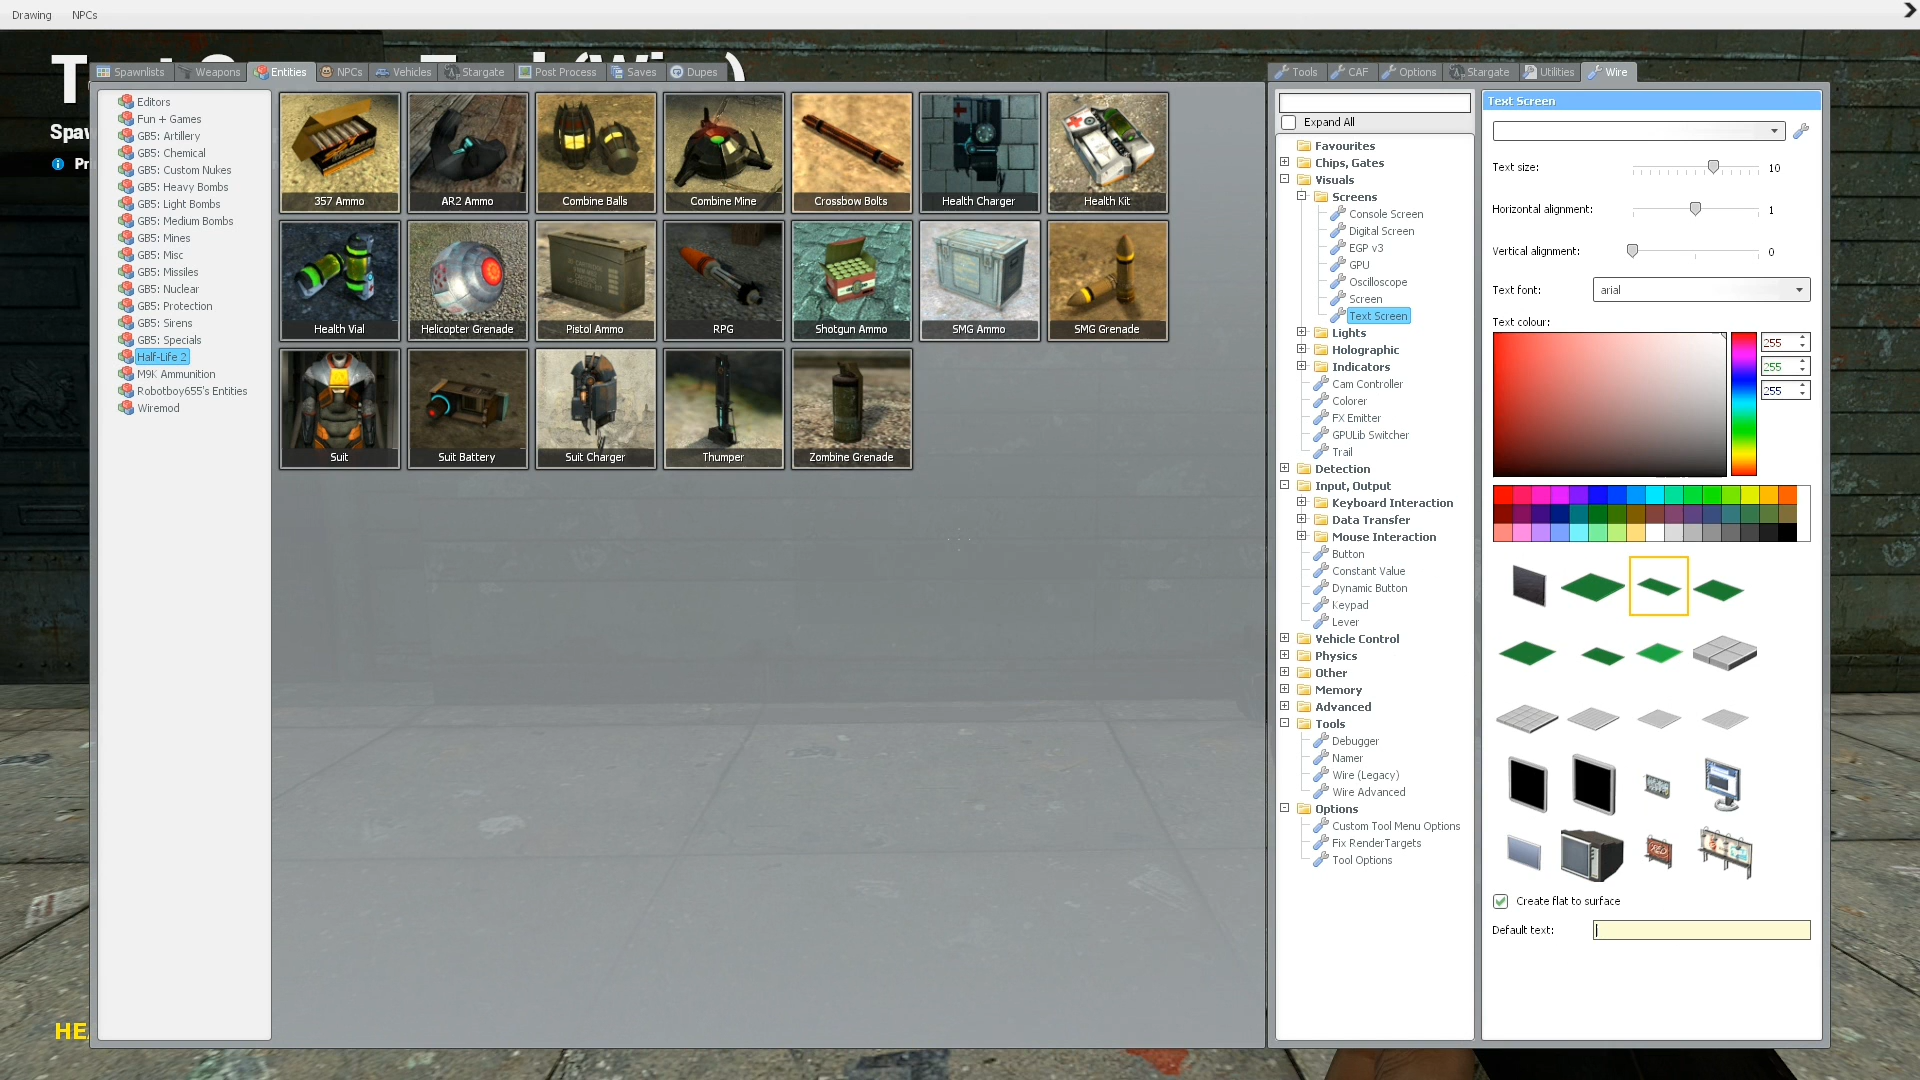 Drawing NPCs
Spawnlists Weapons Entities NPCs Vehicles Stargate Post Process Saves Dupes
Tools CAF Options Stargate Utilities Wire
Editors
Fun + Games
GB5: Artillery
GB5: Chemical
GB5: Custom Nukes
GB5: Heavy Bombs
GB5: Light Bombs
GB5: Medium Bombs
GB5: Mines
GB5: Misc
GB5: Missiles
GB5: Nuclear
GB5: Protection
GB5: Sirens
GB5: Specials
Half-Life 2
M9K Ammunition
Robotboy655's Entities
Wiremod
357 Ammo AR2 Ammo Combine Balls Combine Mine Crossbow Bolts Health Charger Health Kit
Health Vial Helicopter Grenade Pistol Ammo RPG Shotgun Ammo SMG Ammo SMG Grenade
Suit Suit Battery Suit Charger Thumper Zombine Grenade
Expand All
Favourites
Chips, Gates
Visuals
Screens
Console Screen
Digital Screen
EGP v3
GPU
Oscilloscope
Screen
Text Screen
Lights
Holographic
Indicators
Cam Controller
Colorer
FX Emitter
GPULib Switcher
Trail
Detection
Input, Output
Keyboard Interaction
Data Transfer
Mouse Interaction
Button
Constant Value
Dynamic Button
Keypad
Lever
Vehicle Control
Physics
Other
Memory
Advanced
Tools
Debugger
Namer
Wire (Legacy)
Wire Advanced
Options
Custom Tool Menu Options
Fix RenderTargets
Tool Options
Text Screen
Text size: 10
Horizontal alignment: 1
Vertical alignment: 0
Text font: arial
Text colour:
255
255
255
Create flat to surface
Default text: